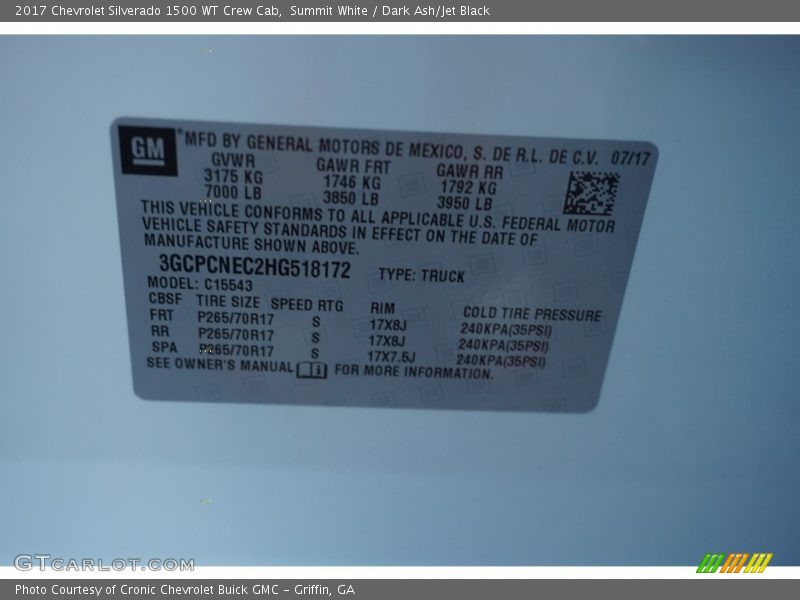 2017 Chevrolet Silverado 1500 WT Crew Cab, Summit White / Dark Ash/Jet Black
GM ® MFD BY GENERAL MOTORS DE MEXICO, S. DE R.L. DE C.V. 07/17
GVWR GAWR FRT GAWR RR
3175 KG 1746 KG 1792 KG
7000 LB 3850 LB 3950 LB
THIS VEHICLE CONFORMS TO ALL APPLICABLE U.S. FEDERAL MOTOR
VEHICLE SAFETY STANDARDS IN EFFECT ON THE DATE OF
MANUFACTURE SHOWN ABOVE.
3GCPCNEC2HG518172 TYPE: TRUCK
MODEL: C15543
CBSF TIRE SIZE SPEED RTG RIM COLD TIRE PRESSURE
FRT P265/70R17 S 17X8J 240KPA(35PSI)
RR P265/70R17 S 17X8J 240KPA(35PSI)
SPA P265/70R17 S 17X7.5J 240KPA(35PSI)
SEE OWNER'S MANUAL FOR MORE INFORMATION.
GTCARLOT.COM
Photo Courtesy of Cronic Chevrolet Buick GMC - Griffin, GA